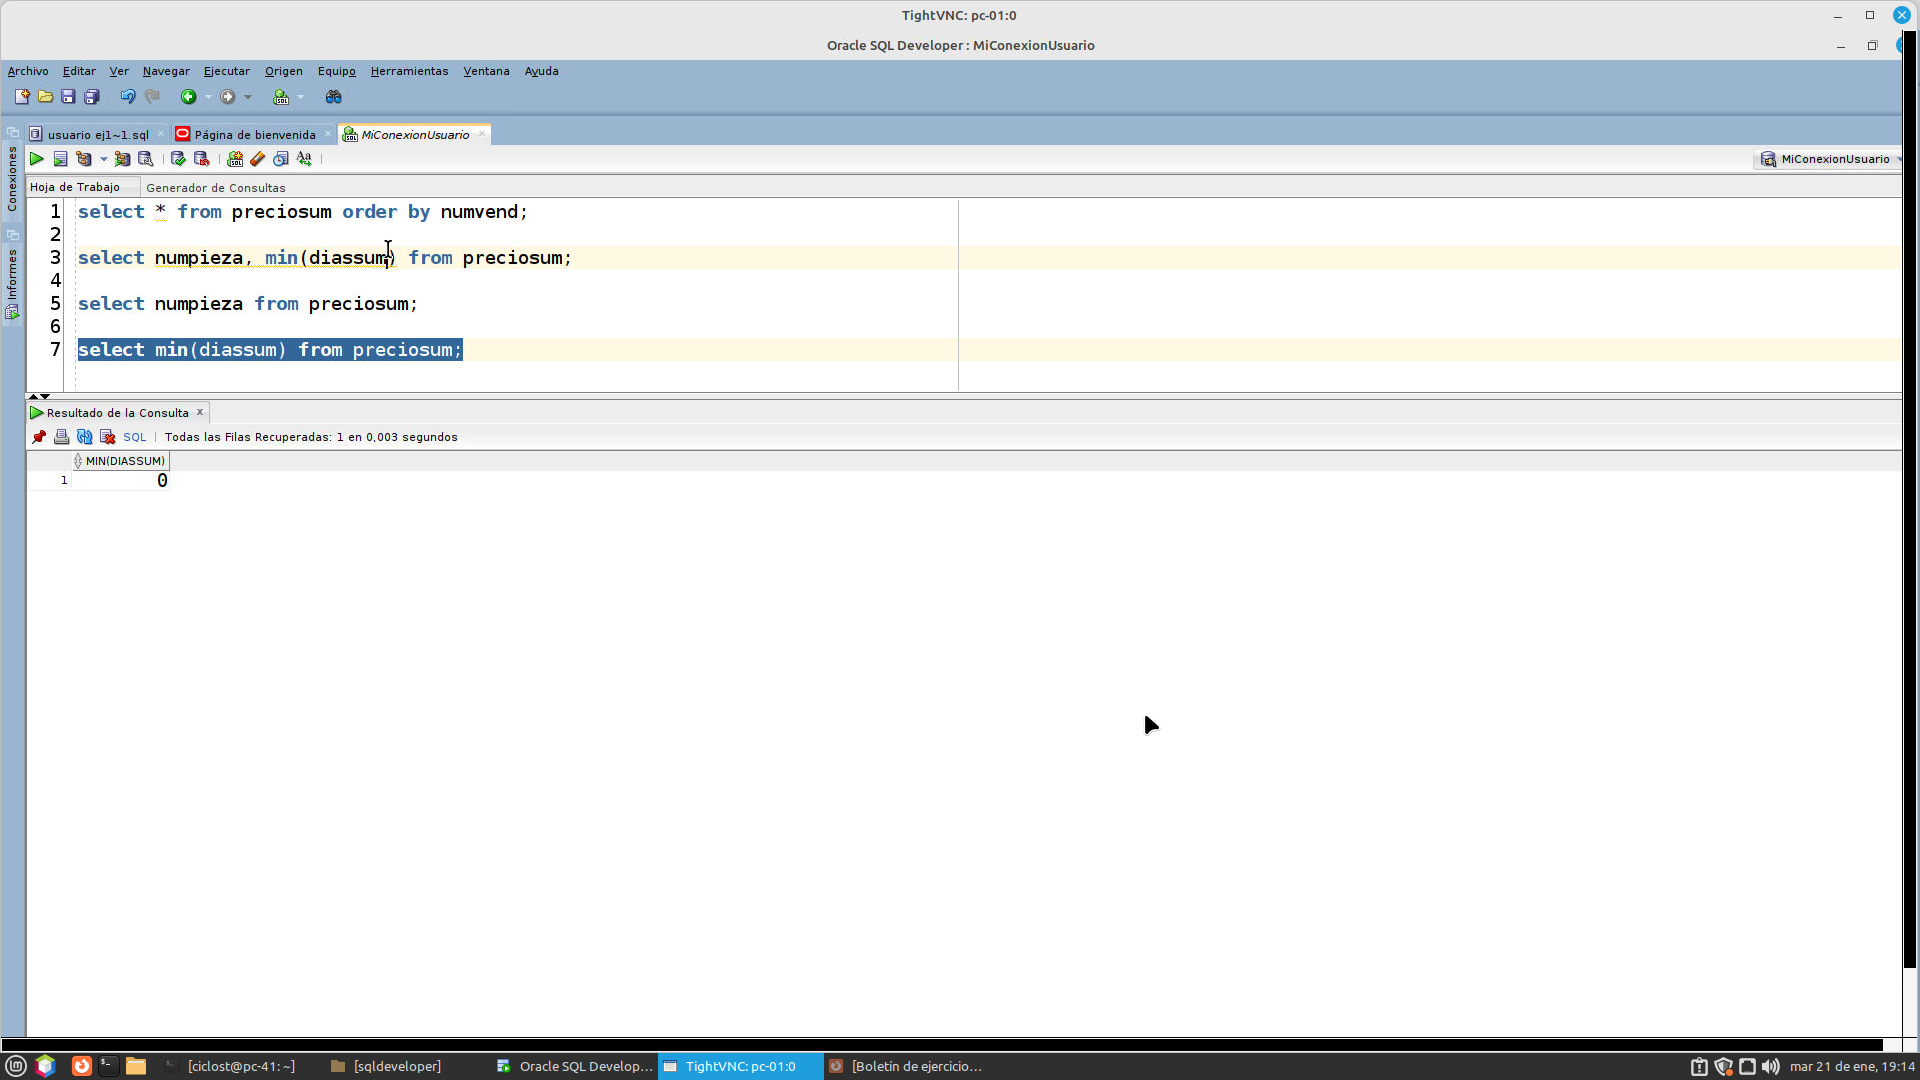 TightVNC: pc-01:0
Oracle SQL Developer : MiConexionUsuario
Archivo Editar Ver Navegar Ejecutar Origen Equipo Herramientas Ventana Ayuda
usuario ej1~1.sql Página de bienvenida MiConexionUsuario
MiConexionUsuario
Conexiones
Informes
Hoja de Trabajo Generador de Consultas
1 select * from preciosum order by numvend;
2
3 select numpieza, min(diassum) from preciosum;
4
5 select numpieza from preciosum;
6
7 select min(diassum) from preciosum;
Resultado de la Consulta x
SQL | Todas las Filas Recuperadas: 1 en 0,003 segundos
MIN(DIASSUM)
1 0
[ciclost@pc-41: ~] [sqldeveloper] Oracle SQL Develop... TightVNC: pc-01:0 [Boletín de ejercicio... mar 21 de ene, 19:14